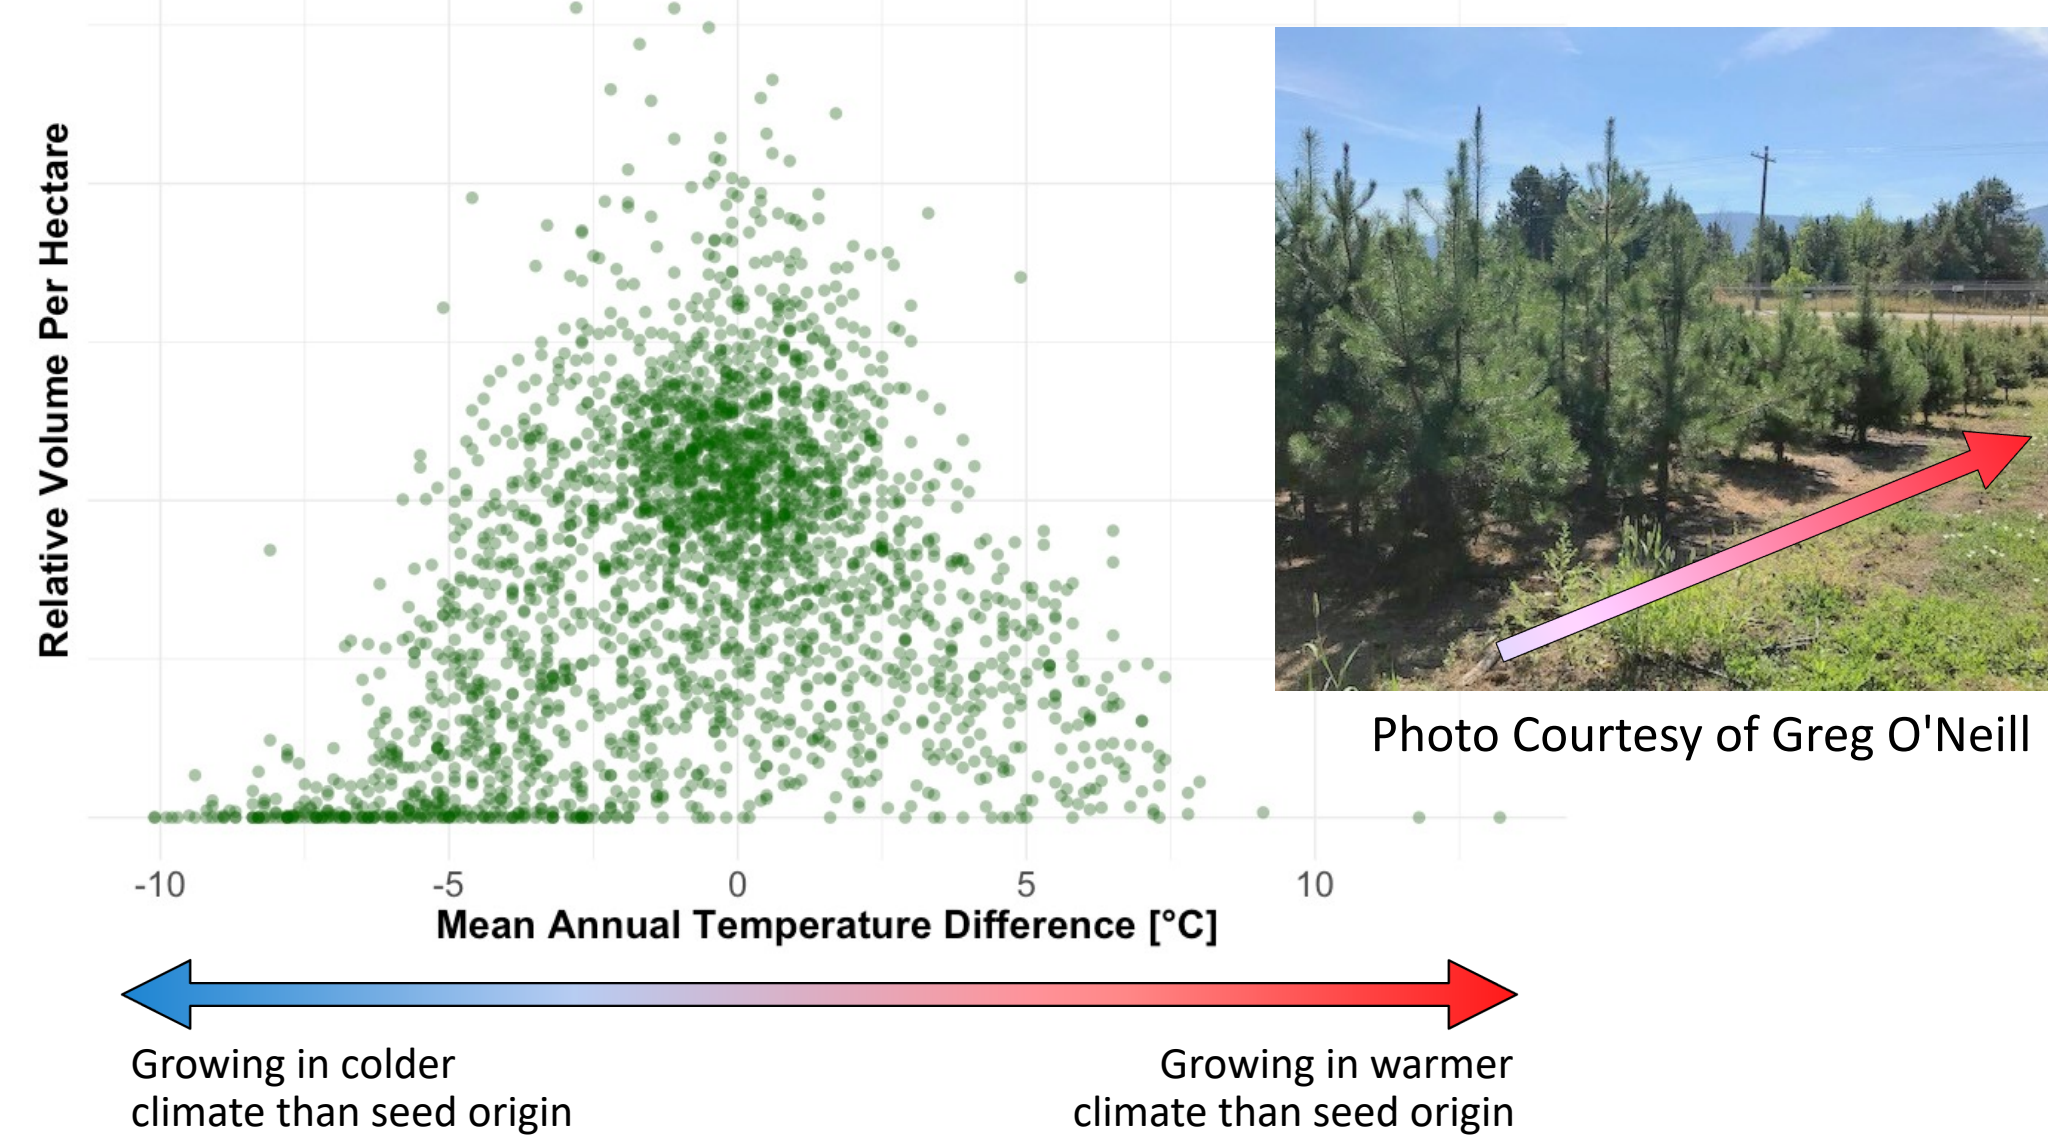 Relative Volume Per Hectare
Photo Courtesy of Greg O'Neill
-10 -5 0 5 10
Mean Annual Temperature Difference [°C]
Growing in colder
climate than seed origin
Growing in warmer
climate than seed origin